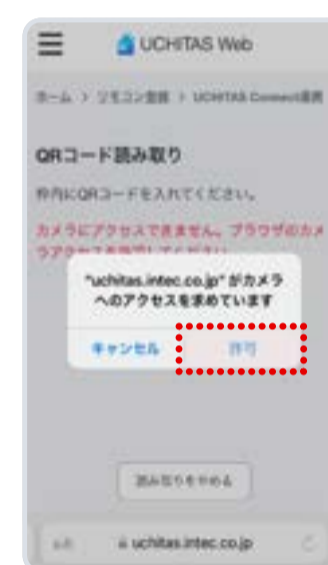 UCHITAS Web
ホーム > リモコン登録 > UCHITAS Connect連携
QRコード読み取り
枠内にQRコードを入れてください。
カメラにアクセスできません。ブラウザのカメ
ラアクセスを許可してください
"uchitas.intec.co.jp" がカメラ
へのアクセスを求めています
キャンセル 許可
読み取りをやめる
uchitas.intec.co.jp